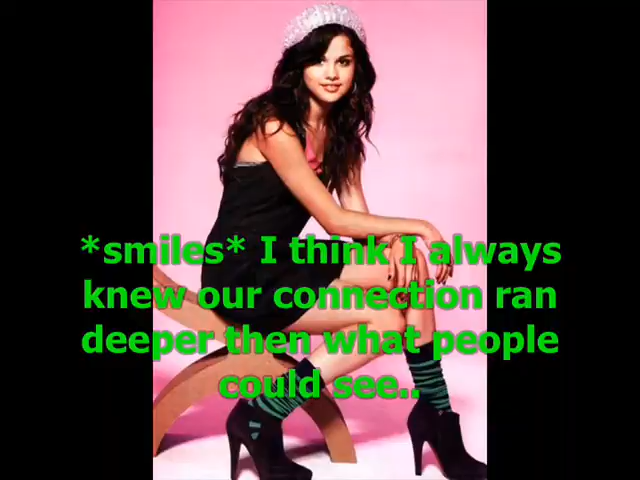 *smiles* I think I always
knew our connection ran
deeper then what people
could see..